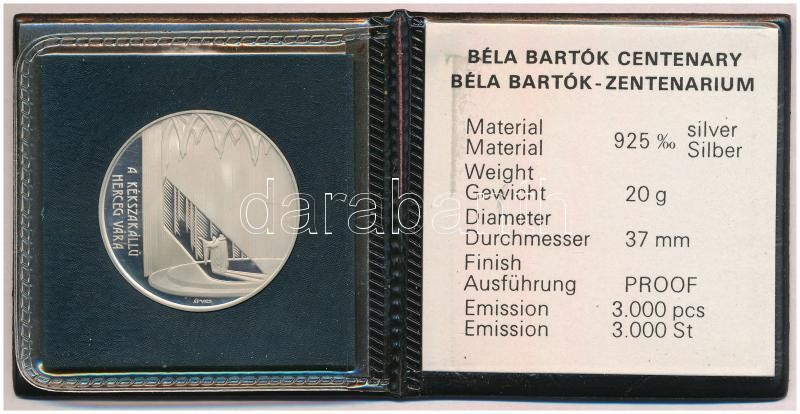 A KÉKSZAKÁLLÚ
HERCEG VÁRA
BÉLA BARTÓK CENTENARY
BÉLA BARTÓK-ZENTENARIUM
Material 925 ‰ silver
Material Silber
Weight
Gewicht 20 g
Diameter
Durchmesser 37 mm
Finish
Ausführung PROOF
Emission 3.000 pcs
Emission 3.000 St
darabanth